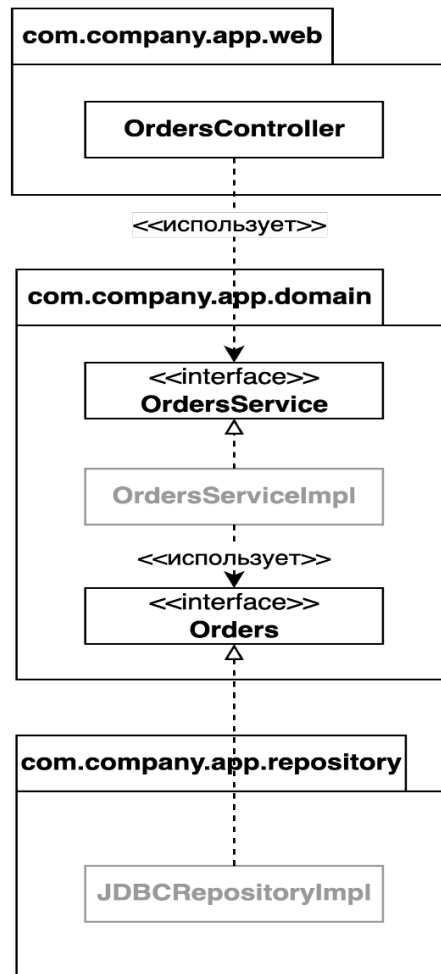 com.company.app.web
OrdersController
<<использует>>
com.company.app.domain
<<interface>>
OrdersService
OrdersServiceImpl
<<использует>>
<<interface>>
Orders
com.company.app.repository
JDBCRepositoryImpl